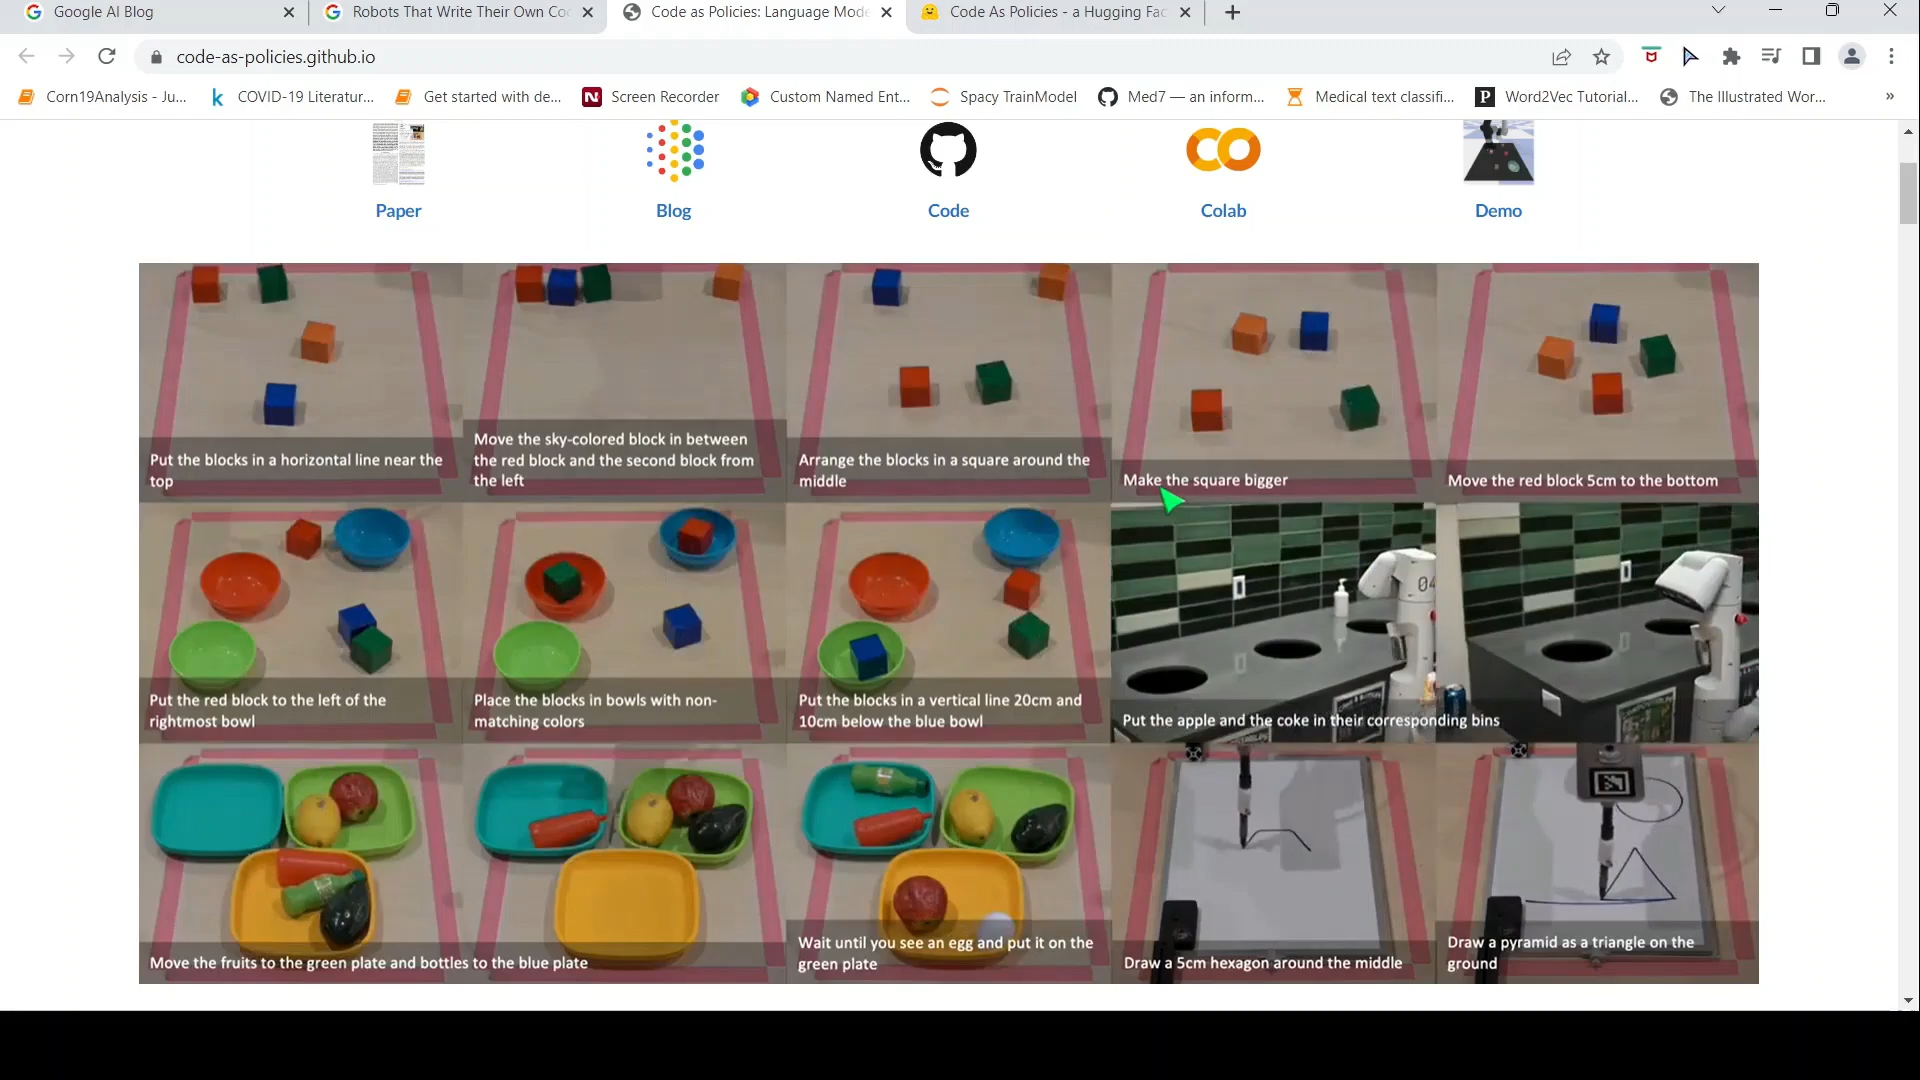 Google AI Blog
Robots That Write Their Own Co
Code as Policies: Language Mode
Code As Policies - a Hugging Fac
code-as-policies.github.io
Corn19Analysis - Ju...
COVID-19 Literatur...
Get started with de...
Screen Recorder
Custom Named Ent...
Spacy TrainModel
Med7 — an inform...
Medical text classifi...
Word2Vec Tutorial...
The Illustrated Wor...
»
Paper
Blog
Code
Colab
Demo
Put the blocks in a horizontal line near the
top
Move the sky-colored block in between
the red block and the second block from
the left
Arrange the blocks in a square around the
middle
Make the square bigger
Move the red block 5cm to the bottom
Put the red block to the left of the
rightmost bowl
Place the blocks in bowls with non-
matching colors
Put the blocks in a vertical line 20cm and
10cm below the blue bowl
Put the apple and the coke in their corresponding bins
Move the fruits to the green plate and bottles to the blue plate
Wait until you see an egg and put it on the
green plate
Draw a 5cm hexagon around the middle
Draw a pyramid as a triangle on the
ground